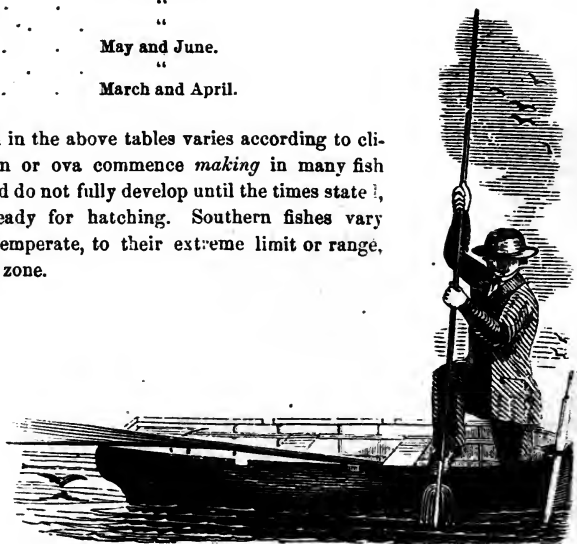 "
"
May and June.
"
March and April.
in the above tables varies according to cli-
n or ova commence making in many fish
d do not fully develop until the times state
eady for hatching. Southern fishes vary
emperate, to their extreme limit or range,
zone.